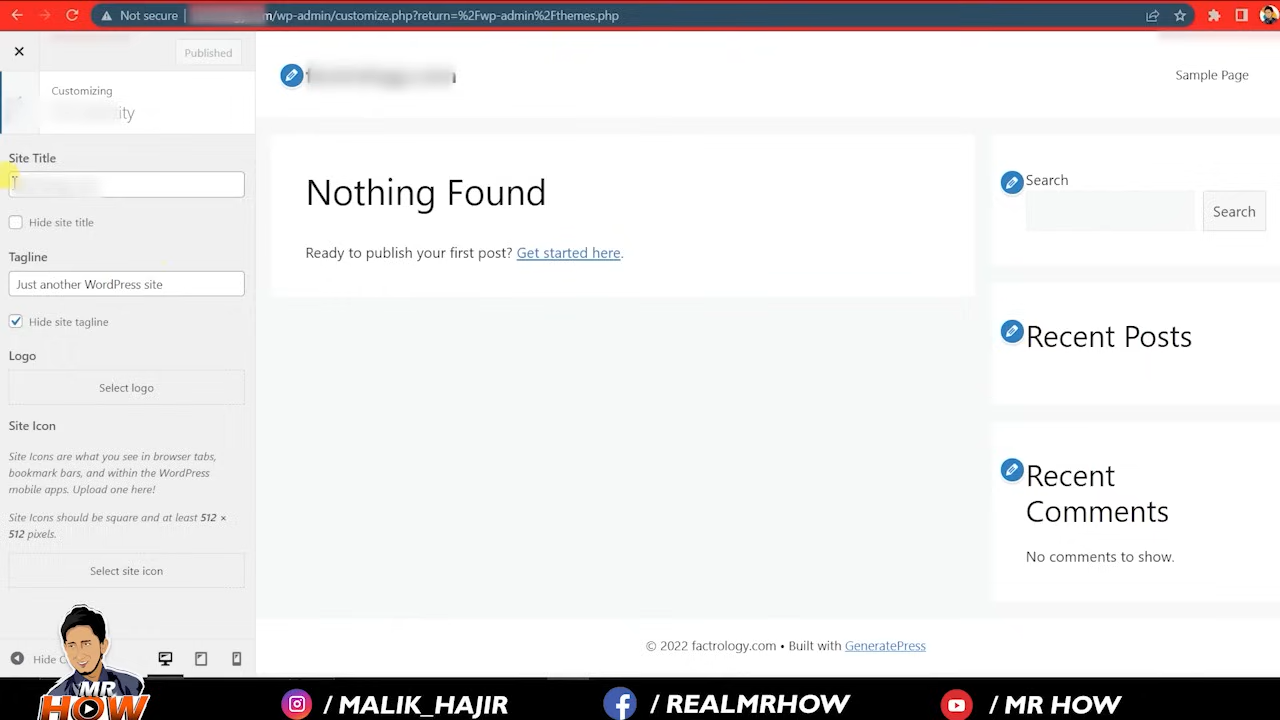 Not secure
m/wp-admin/customize.php?return=%2Fwp-admin%2Fthemes.php
Published
Customizing
Site Title
Hide site title
Tagline
Just another WordPress site
Hide site tagline
Logo
Select logo
Site Icon
Site Icons are what you see in browser tabs,
bookmark bars, and within the WordPress
mobile apps. Upload one here!
Site Icons should be square and at least 512 ×
512 pixels.
Select site icon
Hide
Sample Page
Nothing Found
Ready to publish your first post? Get started here.
Search
Search
Recent Posts
Recent
Comments
No comments to show.
© 2022 factrology.com • Built with GeneratePress
MR
HOW
/ MALIK_HAJIR
/ REALMRHOW
/ MR HOW